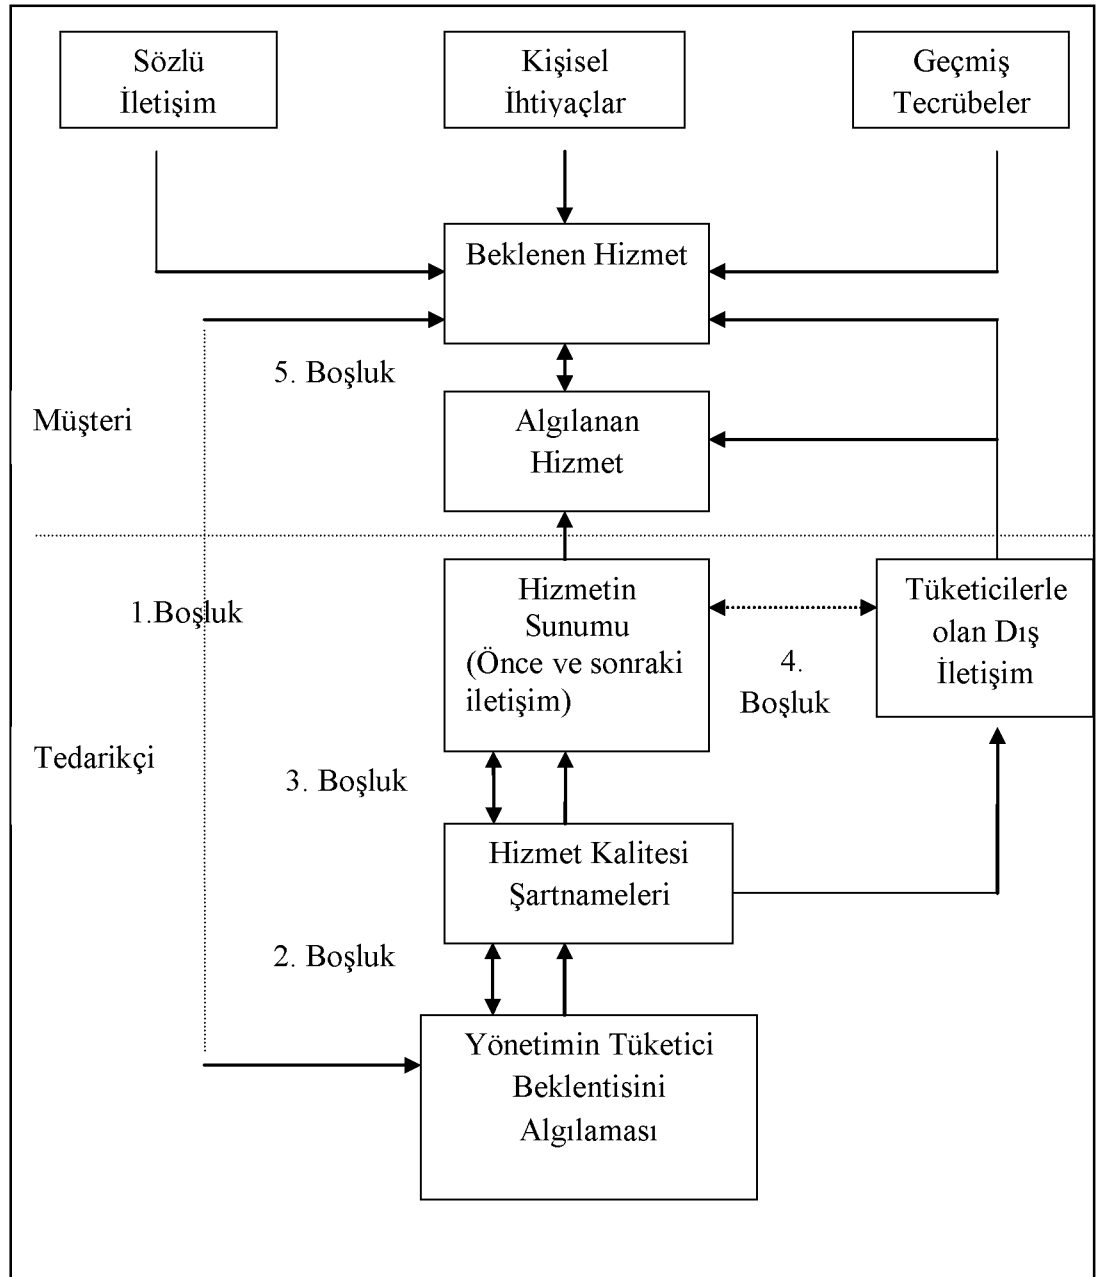 Sözlü
İletişim
Kişisel
İhtiyaçlar
Geçmiş
Tecrübeler
Beklenen Hizmet
5. Boşluk
Müşteri
Algılanan
Hizmet
1.Boşluk
Hizmetin
Sunumu
(Önce ve sonraki
iletişim)
4.
Boşluk
Tüketicilerle
olan Dış
İletişim
Tedarikçi
3. Boşluk
Hizmet Kalitesi
Şartnameleri
2. Boşluk
Yönetimin Tüketici
Beklentisini
Algılaması